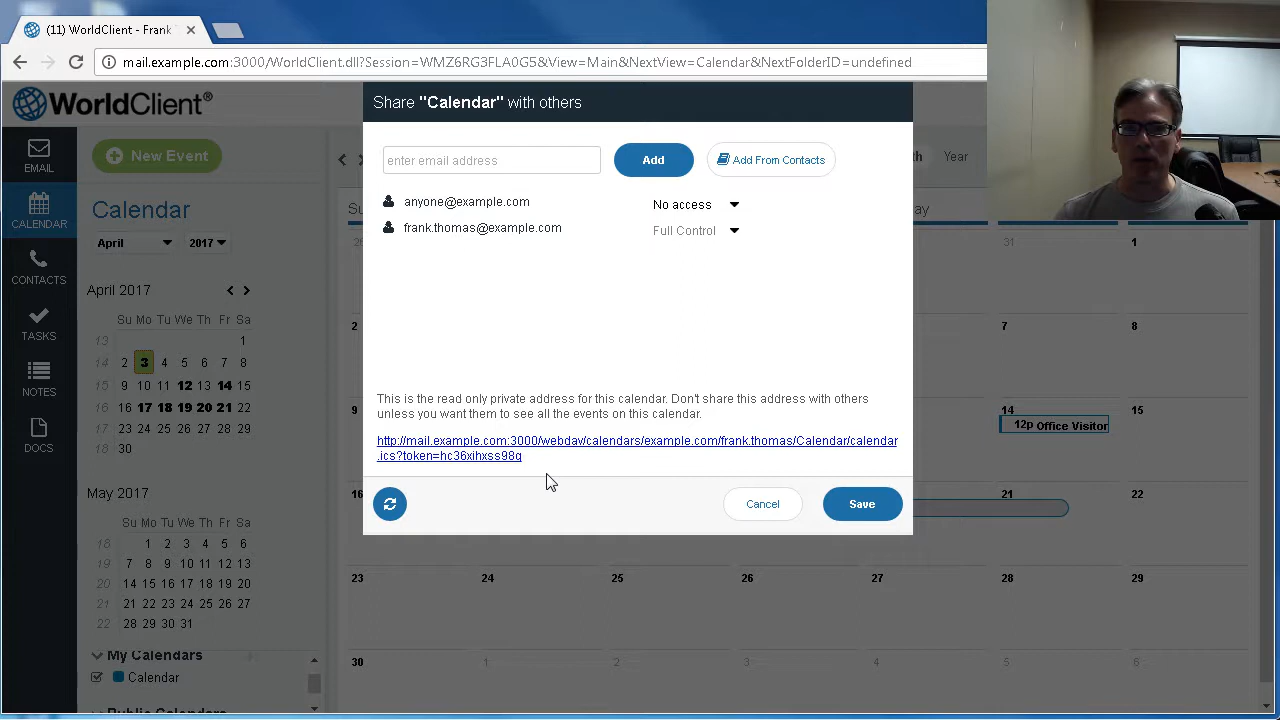 (11) WorldClient - Frank
mail.example.com:3000/WorldClient.dll?Session=WMZ6RG3FLA0G5&View=Main&NextView=Calendar&NextFolderID=undefined
WorldClient®
Share "Calendar" with others
enter email address
Add
Add From Contacts
anyone@example.com
No access
frank.thomas@example.com
Full Control
This is the read only private address for this calendar. Don't share this address with others
unless you want them to see all the events on this calendar.
http://mail.example.com:3000/webdav/calendars/example.com/frank.thomas/Calendar/calendar
.ics?token=hc36xihxss98q
Cancel
Save
EMAIL
CALENDAR
CONTACTS
TASKS
NOTES
DOCS
New Event
Calendar
April
2017
April 2017
Su Mo Tu We Th Fr Sa
13 1
14 2 3 4 5 6 7 8
15 9 10 11 12 13 14 15
16 16 17 18 19 20 21 22
17 23 24 25 26 27 28 29
18 30
May 2017
Su Mo Tu We Th Fr Sa
18 1 2 3 4 5 6
19 7 8 9 10 11 12 13
20 14 15 16 17 18 19 20
21 21 22 23 24 25 26 27
22 28 29 30 31
My Calendars
Calendar
Public Calendars
Year
31 1
2 7 8
9 14 15
12p Office Visitor
16 21 22
23 24 25 26 27 28 29
30 1 2 3 4 5 6